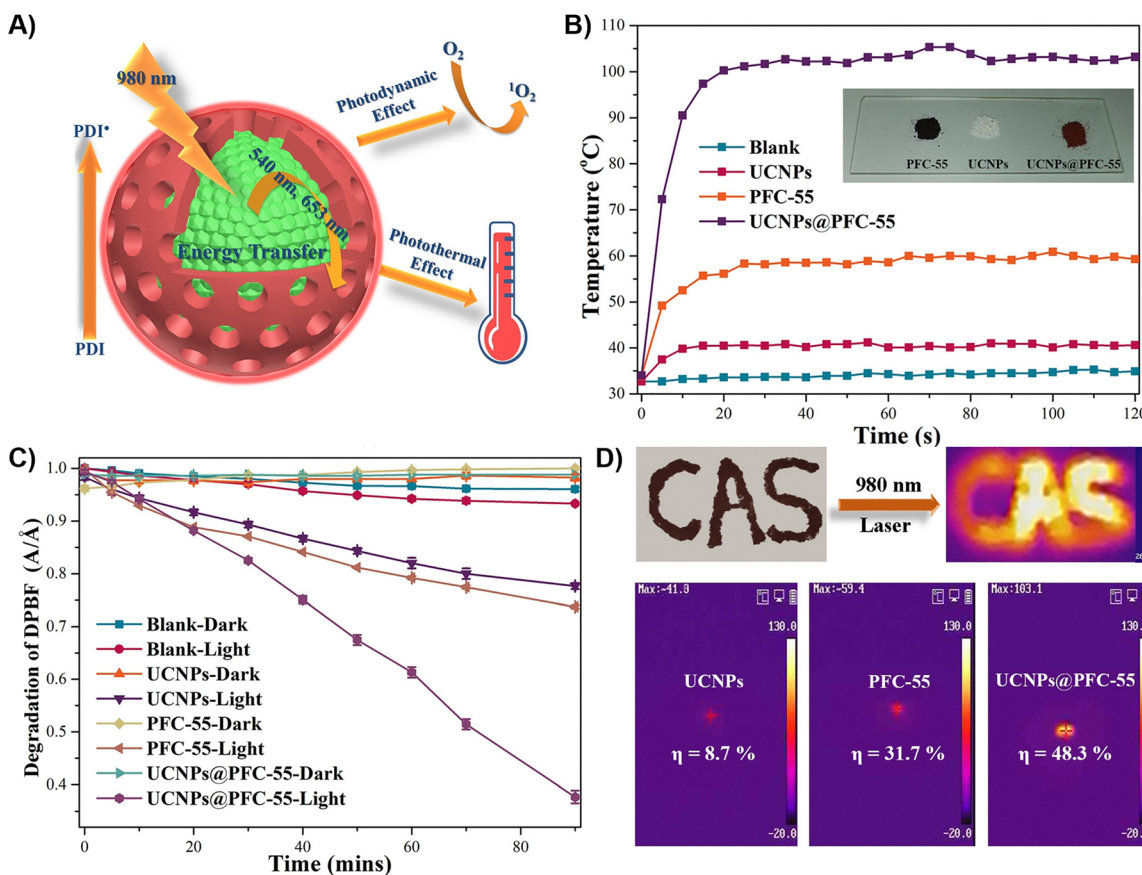 A)
980 nm
PDI*
PDI
540 nm, 653 nm
Energy Transfer
Photodynamic
Effect
O2
1O2
Photothermal
Effect
B)
Temperature (°C)
110
100
90
80
70
60
50
40
30
Blank
UCNPs
PFC-55
UCNPs@PFC-55
PFC-55
UCNPs
UCNPs@PFC-55
0
20
40
60
80
100
120
Time (s)
C)
Degradation of DPBF (A/Å)
1.0
0.9
0.8
0.7
0.6
0.5
0.4
Blank-Dark
Blank-Light
UCNPs-Dark
UCNPs-Light
PFC-55-Dark
PFC-55-Light
UCNPs@PFC-55-Dark
UCNPs@PFC-55-Light
0
20
40
60
80
Time (mins)
D)
CAS
980 nm
Laser
CAS
Max:~41.0
℃
130.0
UCNPs
η = 8.7 %
-20.0
Max:~59.4
℃
130.0
PFC-55
η = 31.7 %
-20.0
Max:103.1
℃
130.0
UCNPs@PFC-55
η = 48.3 %
-20.0